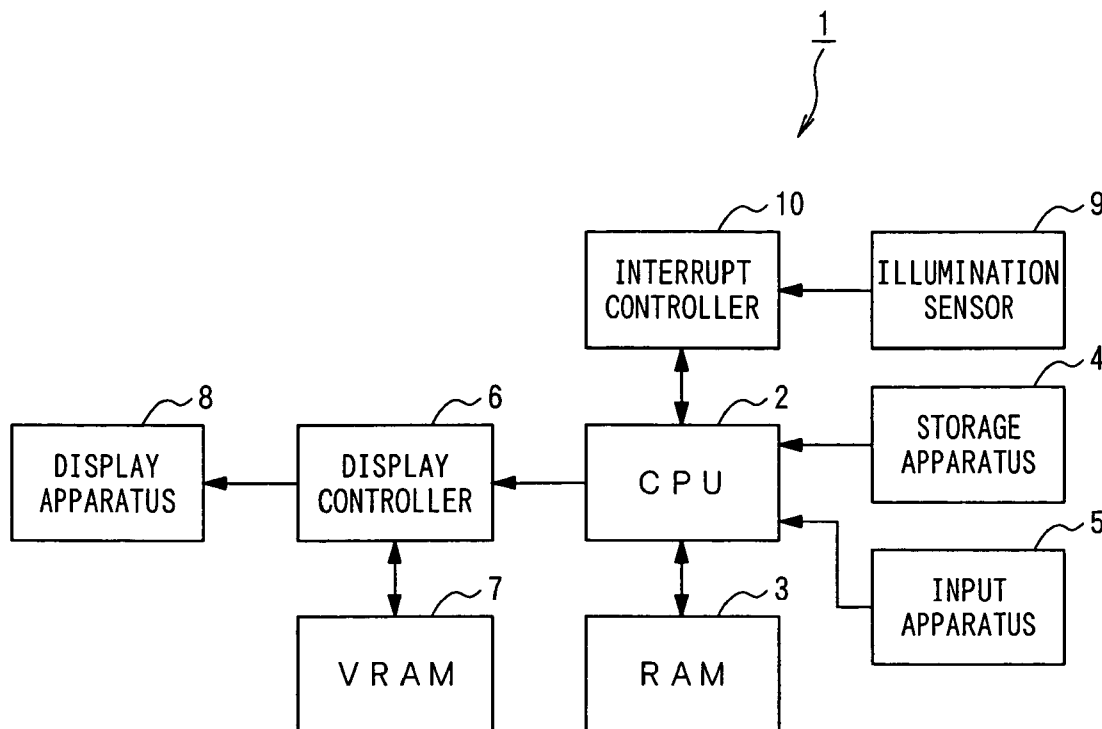 1
10
INTERRUPT
CONTROLLER
9
ILLUMINATION
SENSOR
8
DISPLAY
APPARATUS
6
DISPLAY
CONTROLLER
2
CPU
4
STORAGE
APPARATUS
5
INPUT
APPARATUS
7
VRAM
3
RAM